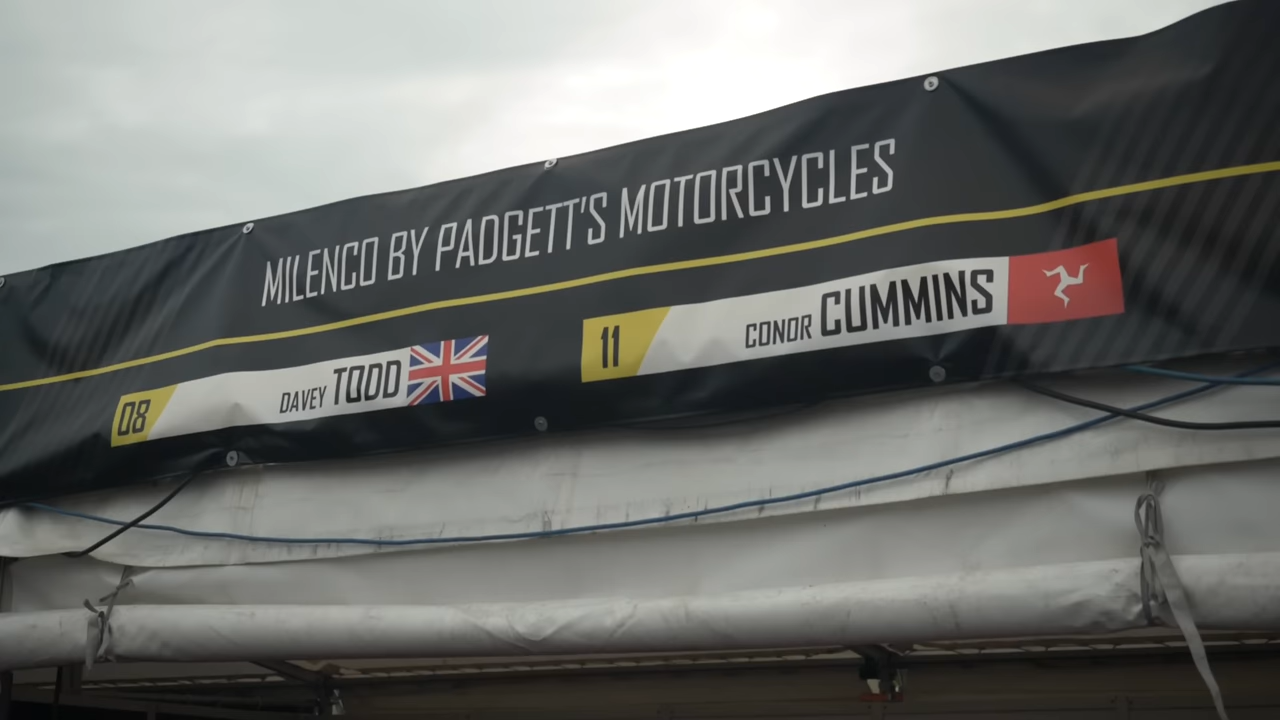 MILENCO BY PADGETT'S MOTORCYCLES
08 DAVEY TODD
11 CONOR CUMMINS